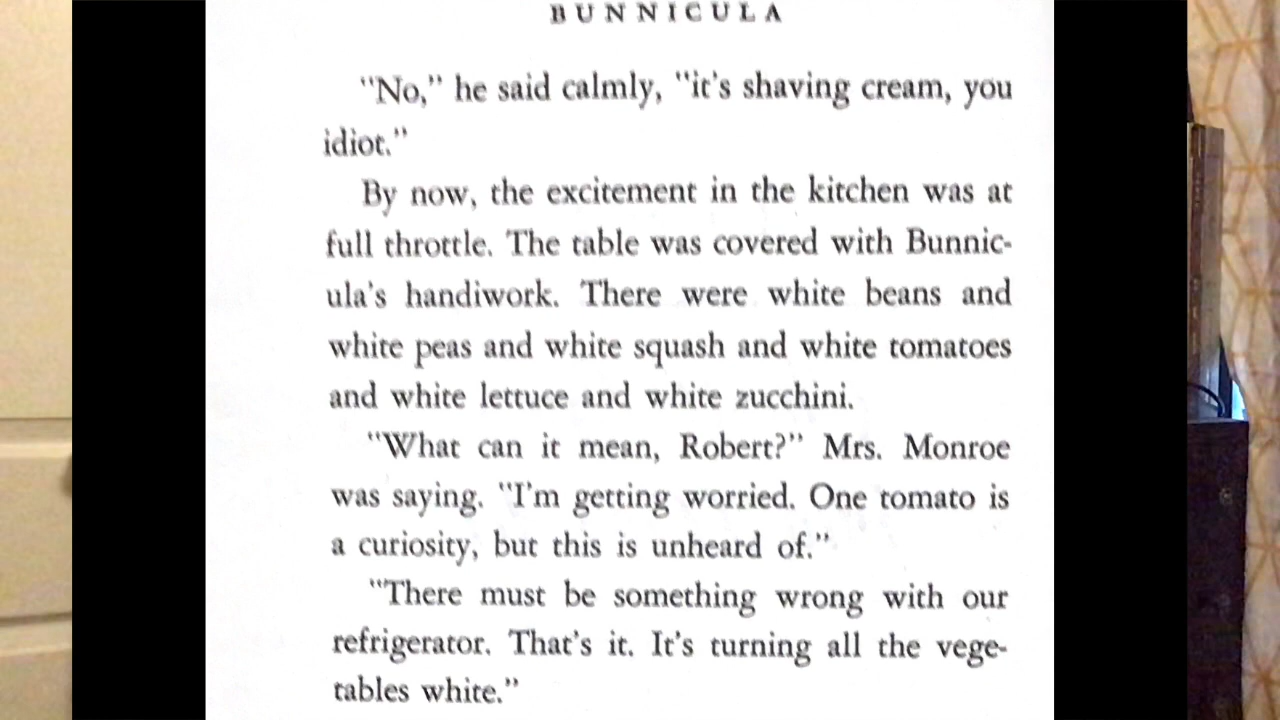 BUNNICULA
"No," he said calmly, "it's shaving cream, you
idiot."
By now, the excitement in the kitchen was at
full throttle. The table was covered with Bunnic-
ula's handiwork. There were white beans and
white peas and white squash and white tomatoes
and white lettuce and white zucchini.
"What can it mean, Robert?" Mrs. Monroe
was saying. "I'm getting worried. One tomato is
a curiosity, but this is unheard of."
"There must be something wrong with our
refrigerator. That's it. It's turning all the vege-
tables white."